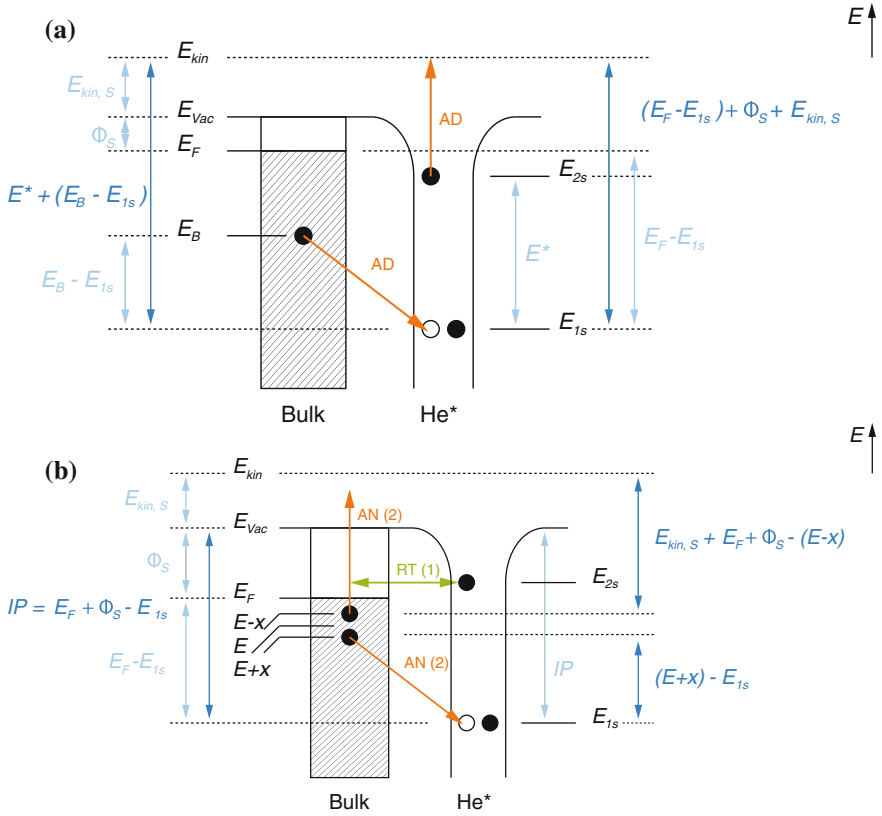 (a)
E
E_kin
E_kin, S
E_Vac
Φ_S
E_F
AD
(E_F - E_1s) + Φ_S + E_kin, S
E_2s
E* + (E_B - E_1s)
E_B
AD
E*
E_F - E_1s
E_B - E_1s
E_1s
Bulk
He*
(b)
E
E_kin
E_kin, S
AN (2)
E_Vac
E_kin, S + E_F + Φ_S - (E-x)
Φ_S
RT (1)
E_2s
E_F
IP = E_F + Φ_S - E_1s
E-x
E
E+x
AN (2)
IP
E_F - E_1s
(E+x) - E_1s
E_1s
Bulk
He*